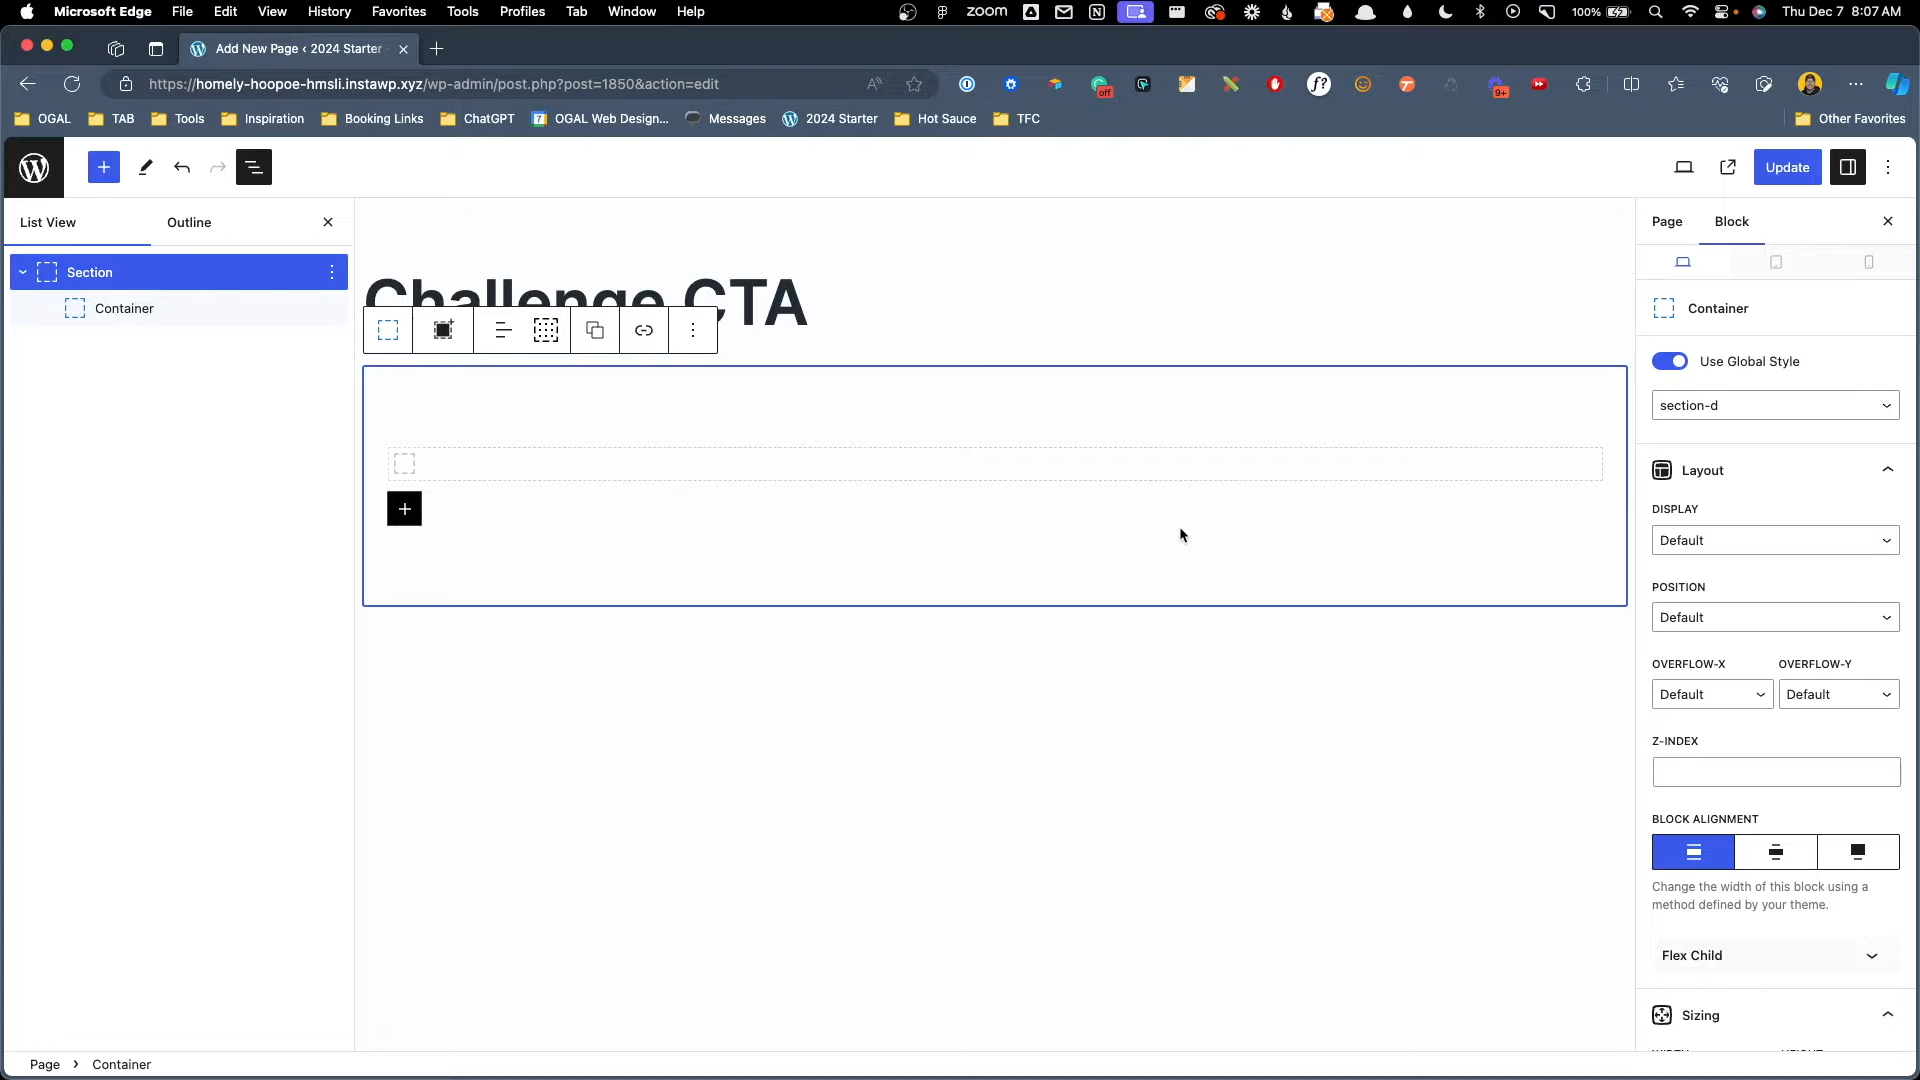 Microsoft Edge File Edit View History Favorites Tools Profiles Tab Window Help zoom 100% Thu Dec 7 8:07 AM
Add New Page ‹ 2024 Starter
https://homely-hoopoe-hmsli.instawp.xyz/wp-admin/post.php?post=1850&action=edit
off
f?
9+
OGAL TAB Tools Inspiration Booking Links ChatGPT OGAL Web Design... Messages 2024 Starter Hot Sauce TFC Other Favorites
Update
List View Outline
Page Block
Section
Container
Challenge CTA
Container
Use Global Style
section-d
Layout
DISPLAY
Default
POSITION
Default
OVERFLOW-X OVERFLOW-Y
Default Default
Z-INDEX
BLOCK ALIGNMENT
Change the width of this block using a
method defined by your theme.
Flex Child
Sizing
Page › Container